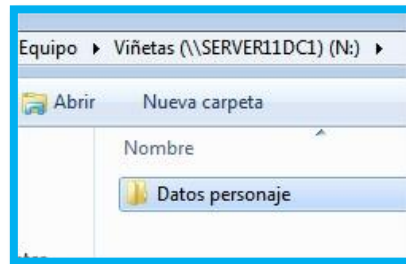 Equipo ▸ Viñetas (\\SERVER11DC1) (N:) ▸
Abrir Nueva carpeta
Nombre
Datos personaje